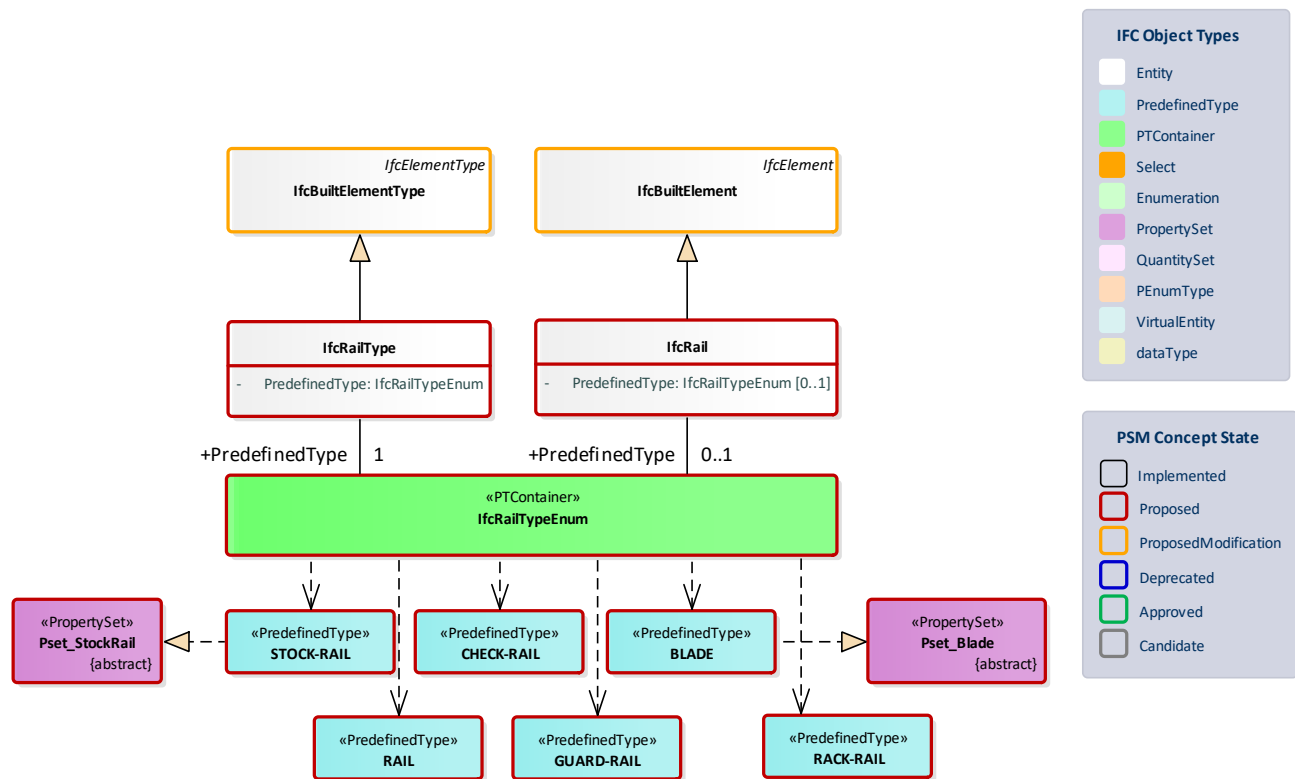 IfcElementType
IfcBuiltElementType
IfcElement
IfcBuiltElement
IfcRailType
- PredefinedType: IfcRailTypeEnum
IfcRail
- PredefinedType: IfcRailTypeEnum [0..1]
+PredefinedType 1
+PredefinedType 0..1
«PTContainer»
IfcRailTypeEnum
«PropertySet»
Pset_StockRail
{abstract}
«PredefinedType»
STOCK-RAIL
«PredefinedType»
CHECK-RAIL
«PredefinedType»
BLADE
«PropertySet»
Pset_Blade
{abstract}
«PredefinedType»
RAIL
«PredefinedType»
GUARD-RAIL
«PredefinedType»
RACK-RAIL
IFC Object Types
Entity
PredefinedType
PTContainer
Select
Enumeration
PropertySet
QuantitySet
PEnumType
VirtualEntity
dataType
PSM Concept State
Implemented
Proposed
ProposedModification
Deprecated
Approved
Candidate